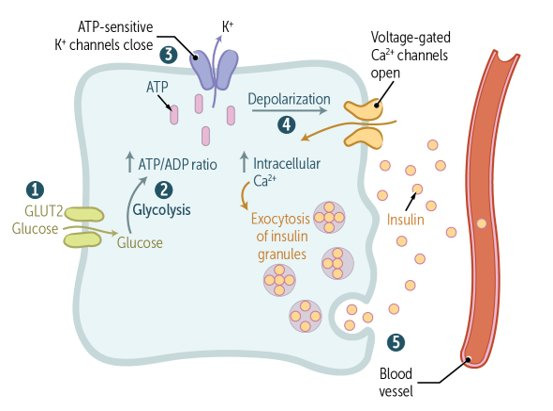 ATP-sensitive
K⁺ channels close
3
K⁺
Voltage-gated
Ca²⁺ channels
open
ATP
Depolarization
4
ATP/ADP ratio
Intracellular
Ca²⁺
1
GLUT2
Glucose
2
Glycolysis
Glucose
Exocytosis
of insulin
granules
Insulin
5
Blood
vessel